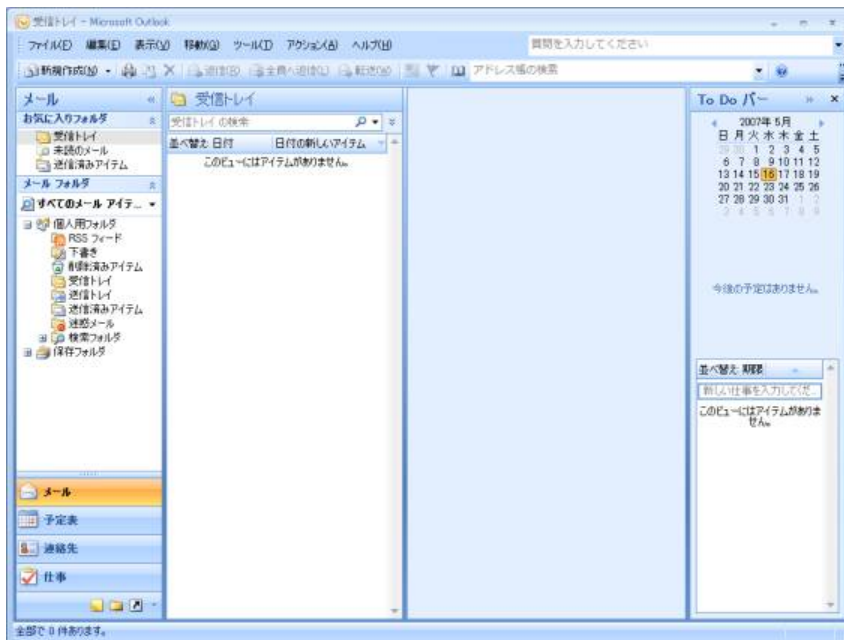 受信トレイ - Microsoft Outlook
ファイル(F) 編集(E) 表示(V) 移動(G) ツール(T) アクション(A) ヘルプ(H) 質問を入力してください
新規作成(N) 返信(R) 全員へ返信(L) 転送(W) アドレス帳の検索
メール
お気に入りフォルダ
受信トレイ
未読のメール
送信済みアイテム
メール フォルダ
すべてのメール アイテ...
個人用フォルダ
RSS フィード
下書き
削除済みアイテム
受信トレイ
送信トレイ
送信済みアイテム
迷惑メール
検索フォルダ
保存フォルダ
メール
予定表
連絡先
仕事
受信トレイ
受信トレイ の検索
並べ替え: 日付 日付の新しいアイテム
このビューにはアイテムがありません。
To Do バー
2007年 5月
日 月 火 水 木 金 土
29 30 1 2 3 4 5
6 7 8 9 10 11 12
13 14 15 16 17 18 19
20 21 22 23 24 25 26
27 28 29 30 31 1 2
3 4 5 6 7 8 9
今後の予定はありません。
並べ替え: 期限
新しい仕事を入力してくだ...
このビューにはアイテムがありま
せん。
全部で 0 件あります。